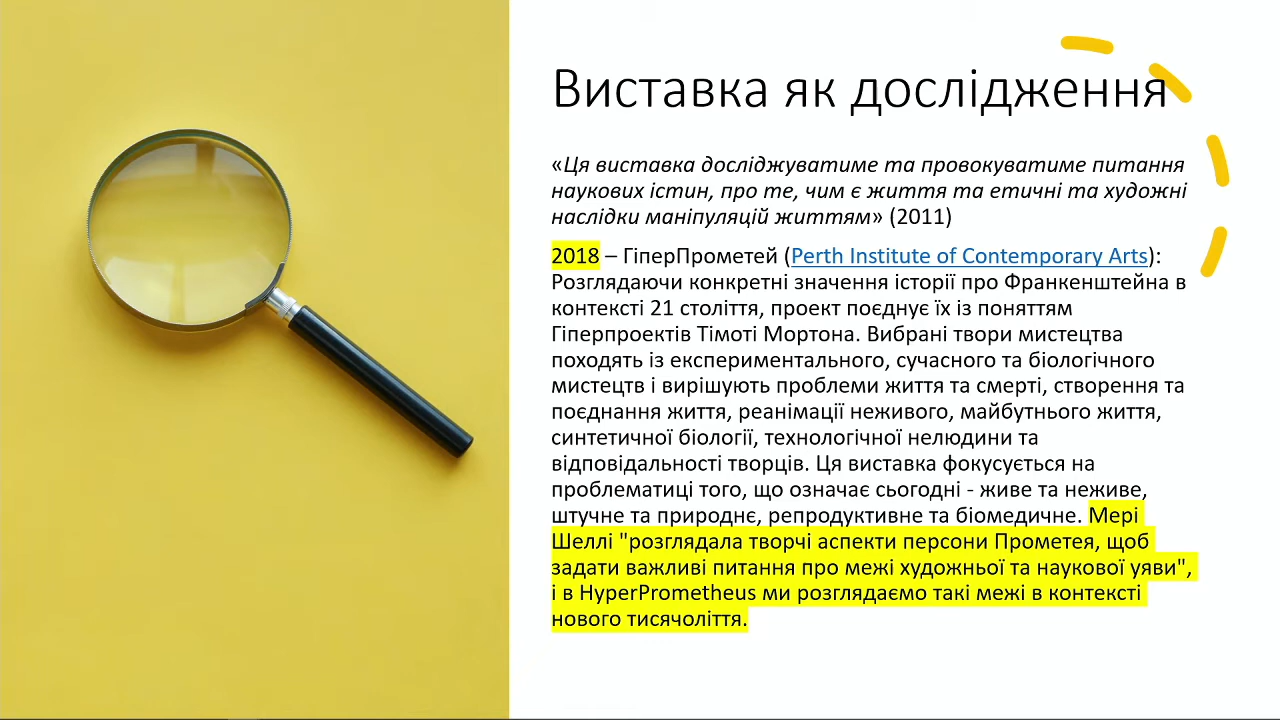 Виставка як дослідження
«Ця виставка досліджуватиме та провокуватиме питання
наукових істин, про те, чим є життя та етичні та художні
наслідки маніпуляцій життям» (2011)
2018 – ГіперПрометей (Perth Institute of Contemporary Arts):
Розглядаючи конкретні значення історії про Франкенштейна в
контексті 21 століття, проект поєднує їх із поняттям
Гіперпроектів Тімоті Мортона. Вибрані твори мистецтва
походять із експериментального, сучасного та біологічного
мистецтв і вирішують проблеми життя та смерті, створення та
поєднання життя, реанімації неживого, майбутнього життя,
синтетичної біології, технологічної нелюдини та
відповідальності творців. Ця виставка фокусується на
проблематиці того, що означає сьогодні - живе та неживе,
штучне та природнє, репродуктивне та біомедичне. Мері
Шеллі "розглядала творчі аспекти персони Прометея, щоб
задати важливі питання про межі художньої та наукової уяви",
і в HyperPrometheus ми розглядаємо такі межі в контексті
нового тисячоліття.